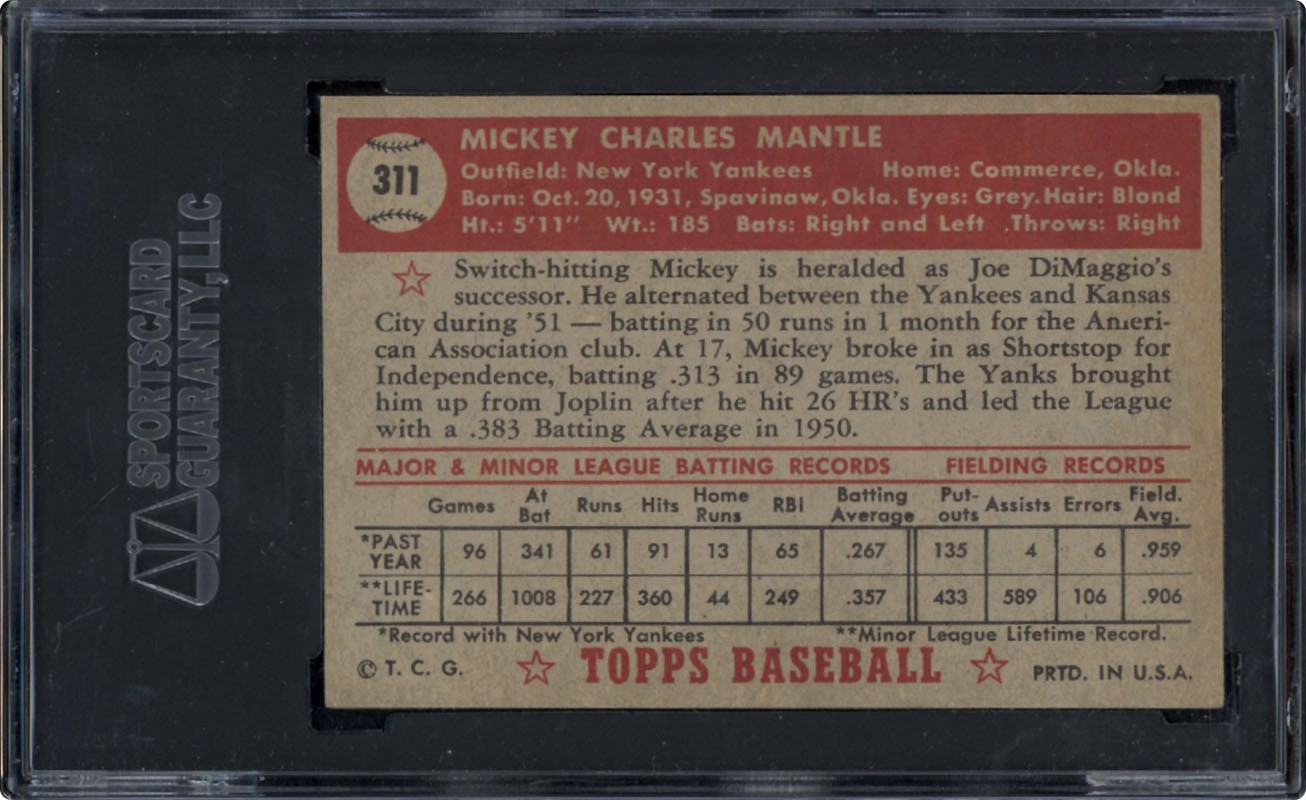 SPORTSCARD
GUARANTY, LLC
311
MICKEY CHARLES MANTLE
Outfield: New York Yankees Home: Commerce, Okla.
Born: Oct. 20, 1931, Spavinaw, Okla. Eyes: Grey. Hair: Blond
Ht.: 5'11" Wt.: 185 Bats: Right and Left .Throws: Right
Switch-hitting Mickey is heralded as Joe DiMaggio's
successor. He alternated between the Yankees and Kansas
City during '51 — batting in 50 runs in 1 month for the Ameri-
can Association club. At 17, Mickey broke in as Shortstop for
Independence, batting .313 in 89 games. The Yanks brought
him up from Joplin after he hit 26 HR's and led the League
with a .383 Batting Average in 1950.
MAJOR & MINOR LEAGUE BATTING RECORDS FIELDING RECORDS
Games At Bat Runs Hits Home Runs RBI Batting Average Put-outs Assists Errors Field. Avg.
*PAST YEAR 96 341 61 91 13 65 .267 135 4 6 .959
**LIFE-TIME 266 1008 227 360 44 249 .357 433 589 106 .906
*Record with New York Yankees **Minor League Lifetime Record.
© T. C. G. TOPPS BASEBALL PRTD. IN U.S.A.